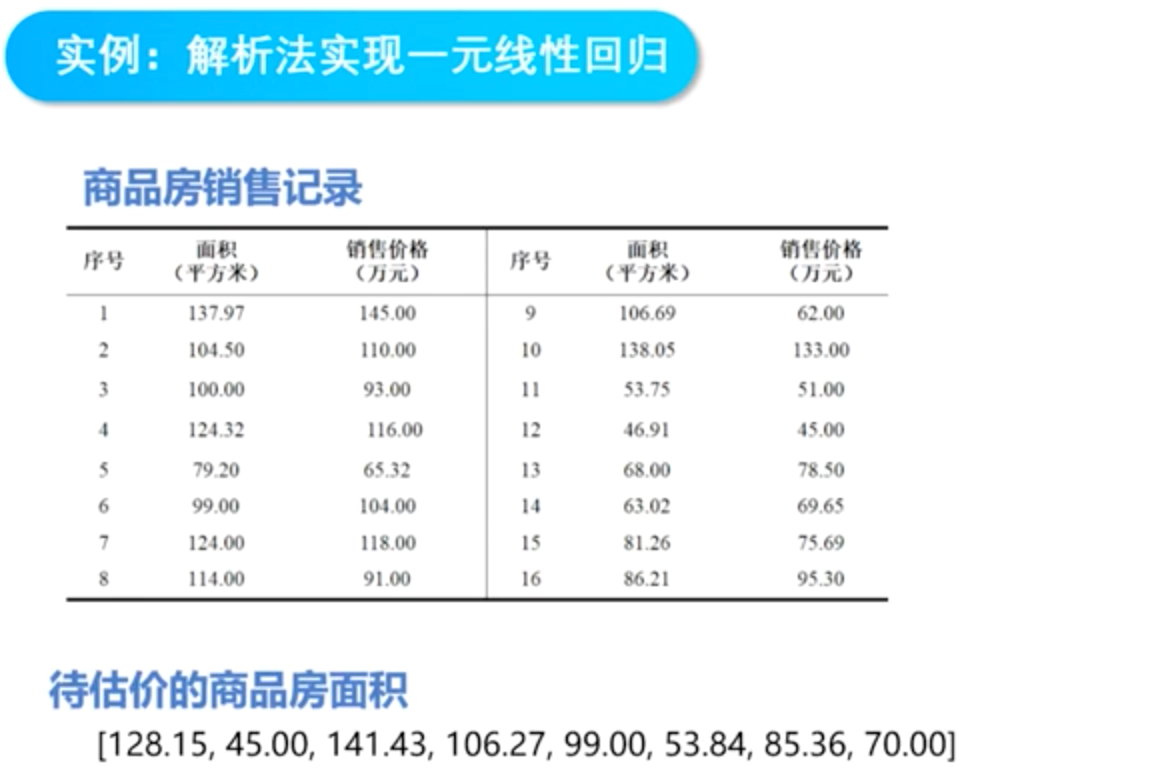 实例：解析法实现一元线性回归
商品房销售记录
序号 面积（平方米） 销售价格（万元） 序号 面积（平方米） 销售价格（万元）
1 137.97 145.00 9 106.69 62.00
2 104.50 110.00 10 138.05 133.00
3 100.00 93.00 11 53.75 51.00
4 124.32 116.00 12 46.91 45.00
5 79.20 65.32 13 68.00 78.50
6 99.00 104.00 14 63.02 69.65
7 124.00 118.00 15 81.26 75.69
8 114.00 91.00 16 86.21 95.30
待估价的商品房面积
[128.15, 45.00, 141.43, 106.27, 99.00, 53.84, 85.36, 70.00]